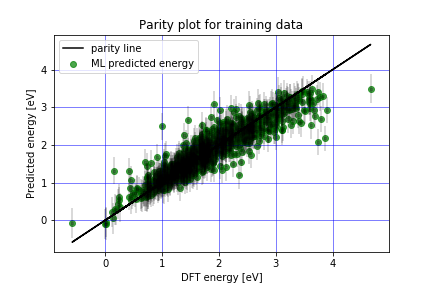 Parity plot for training data
parity line
ML predicted energy
Predicted energy [eV]
4
3
2
1
0
0 1 2 3 4
DFT energy [eV]